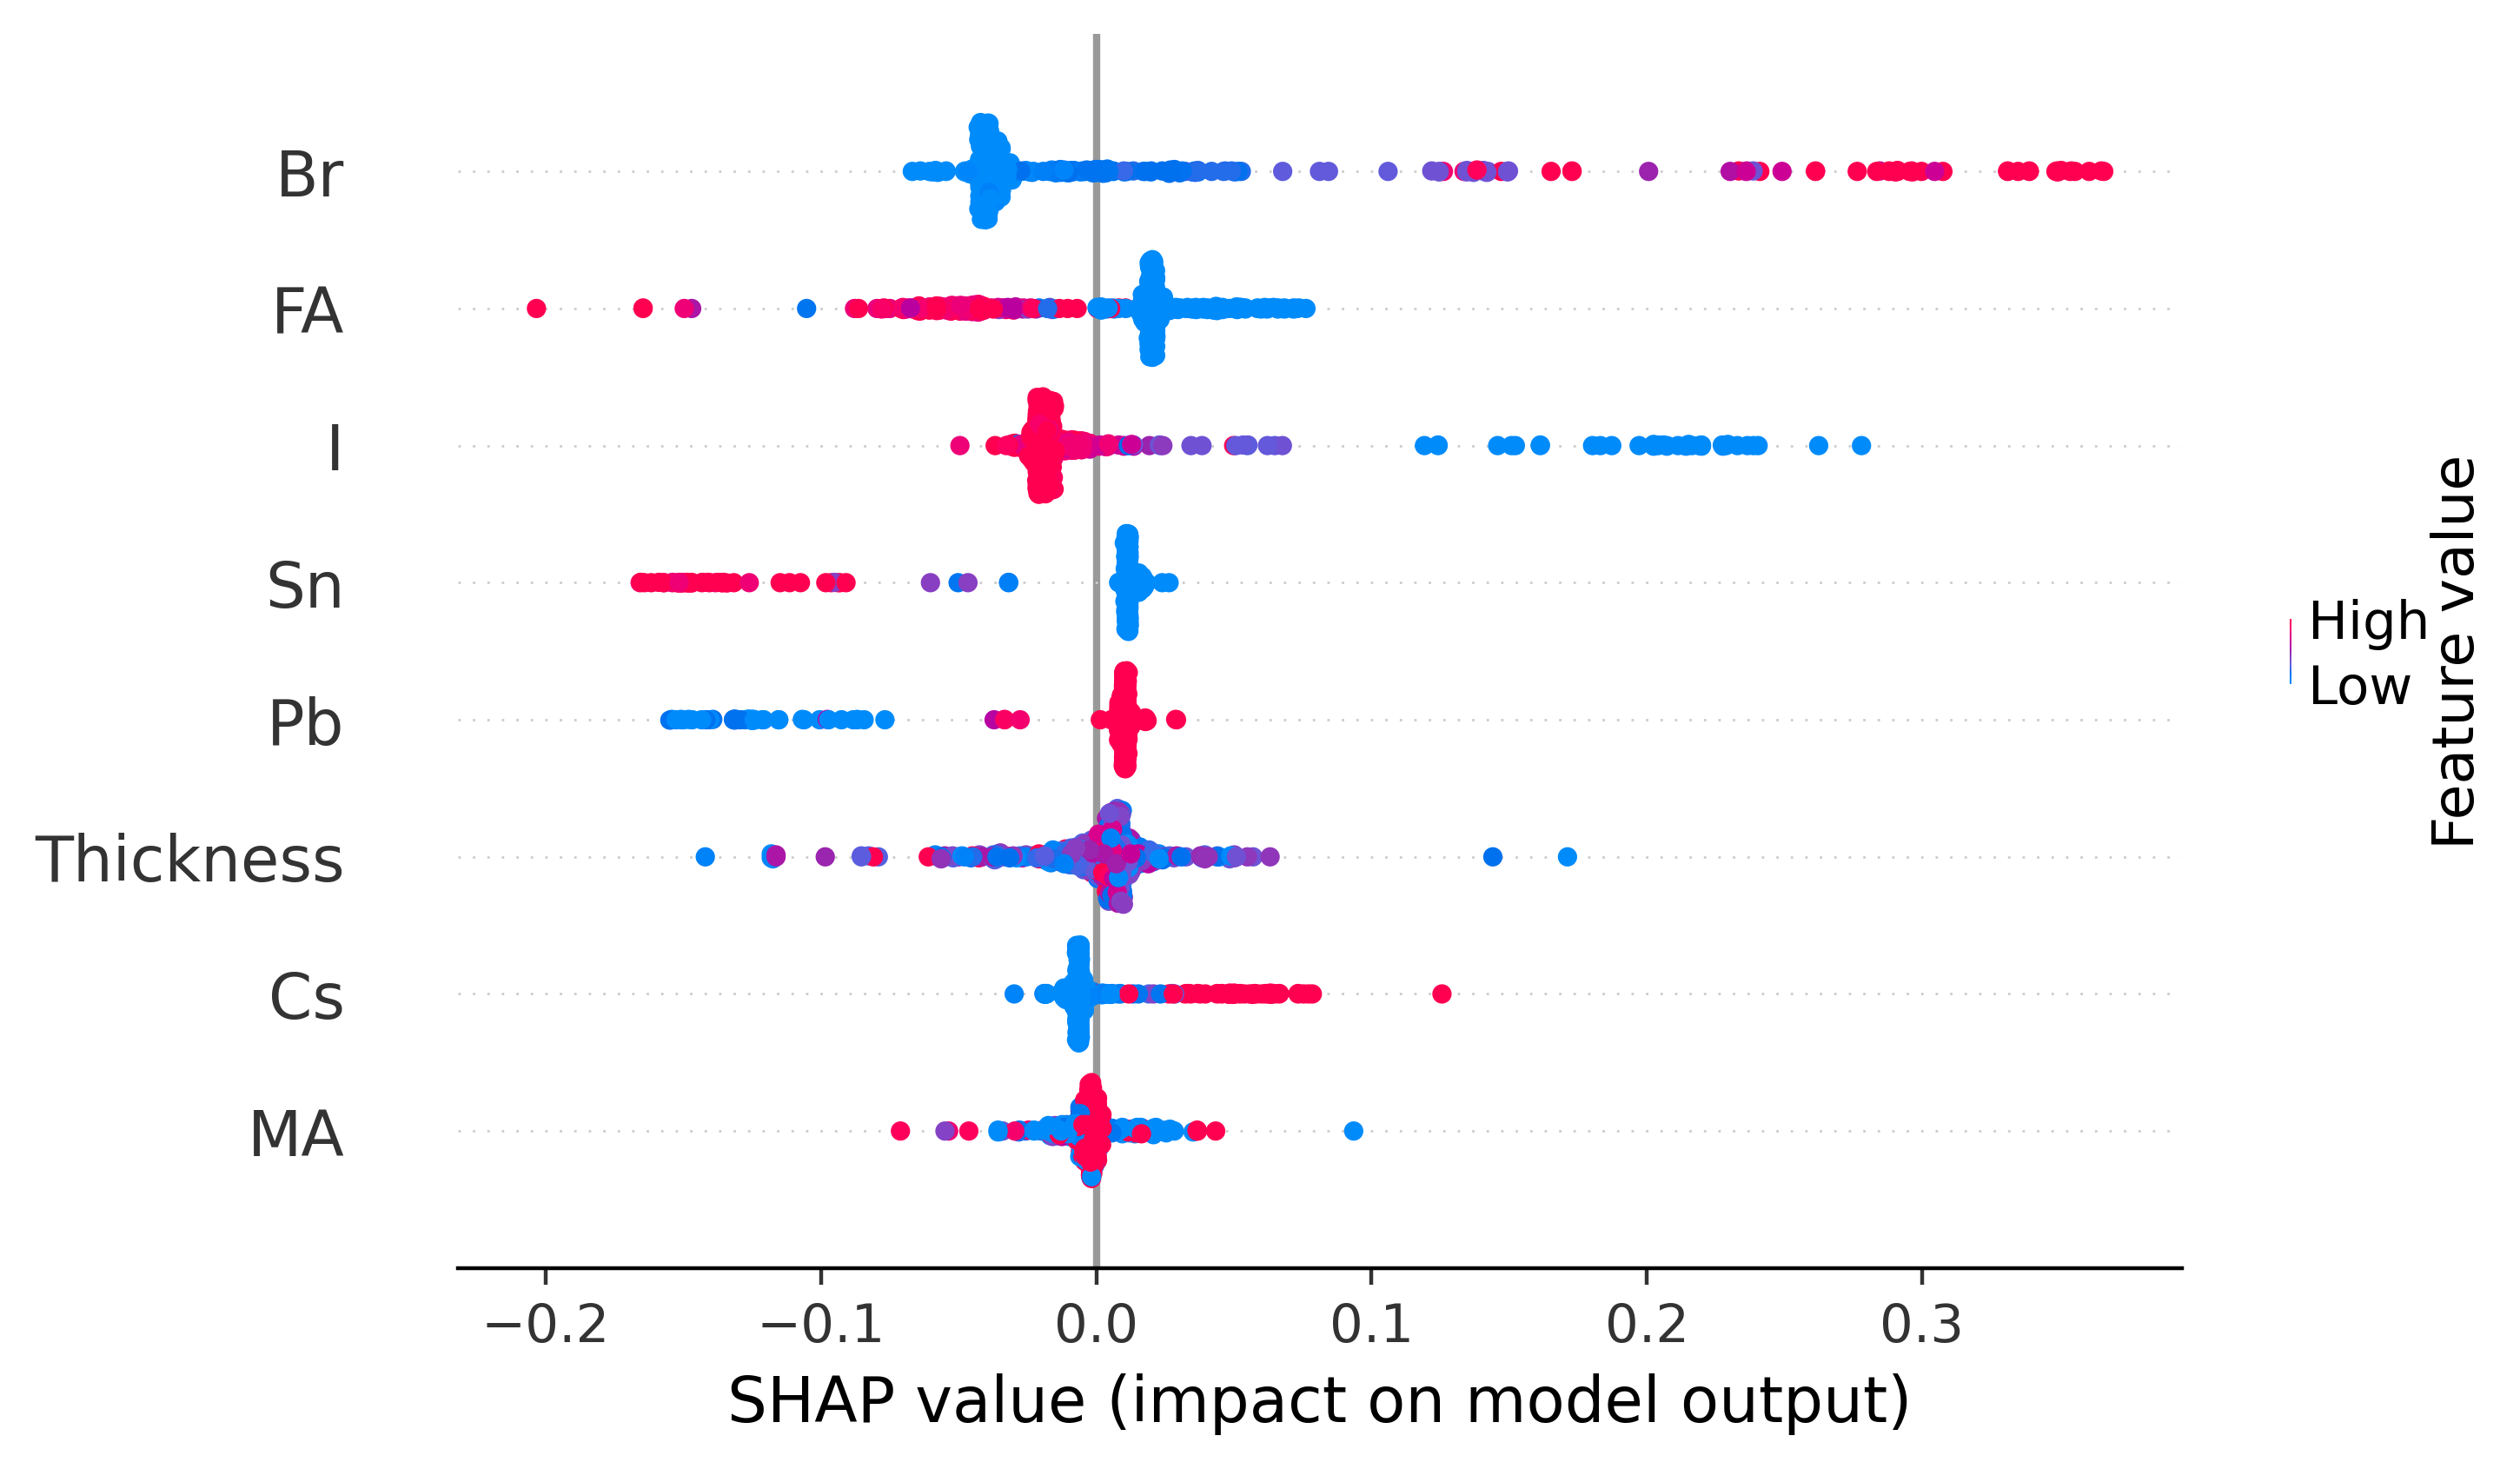 Br
FA
I
Sn
Pb
Thickness
Cs
MA
−0.2 −0.1 0.0 0.1 0.2 0.3
SHAP value (impact on model output)
High
Low
Feature value